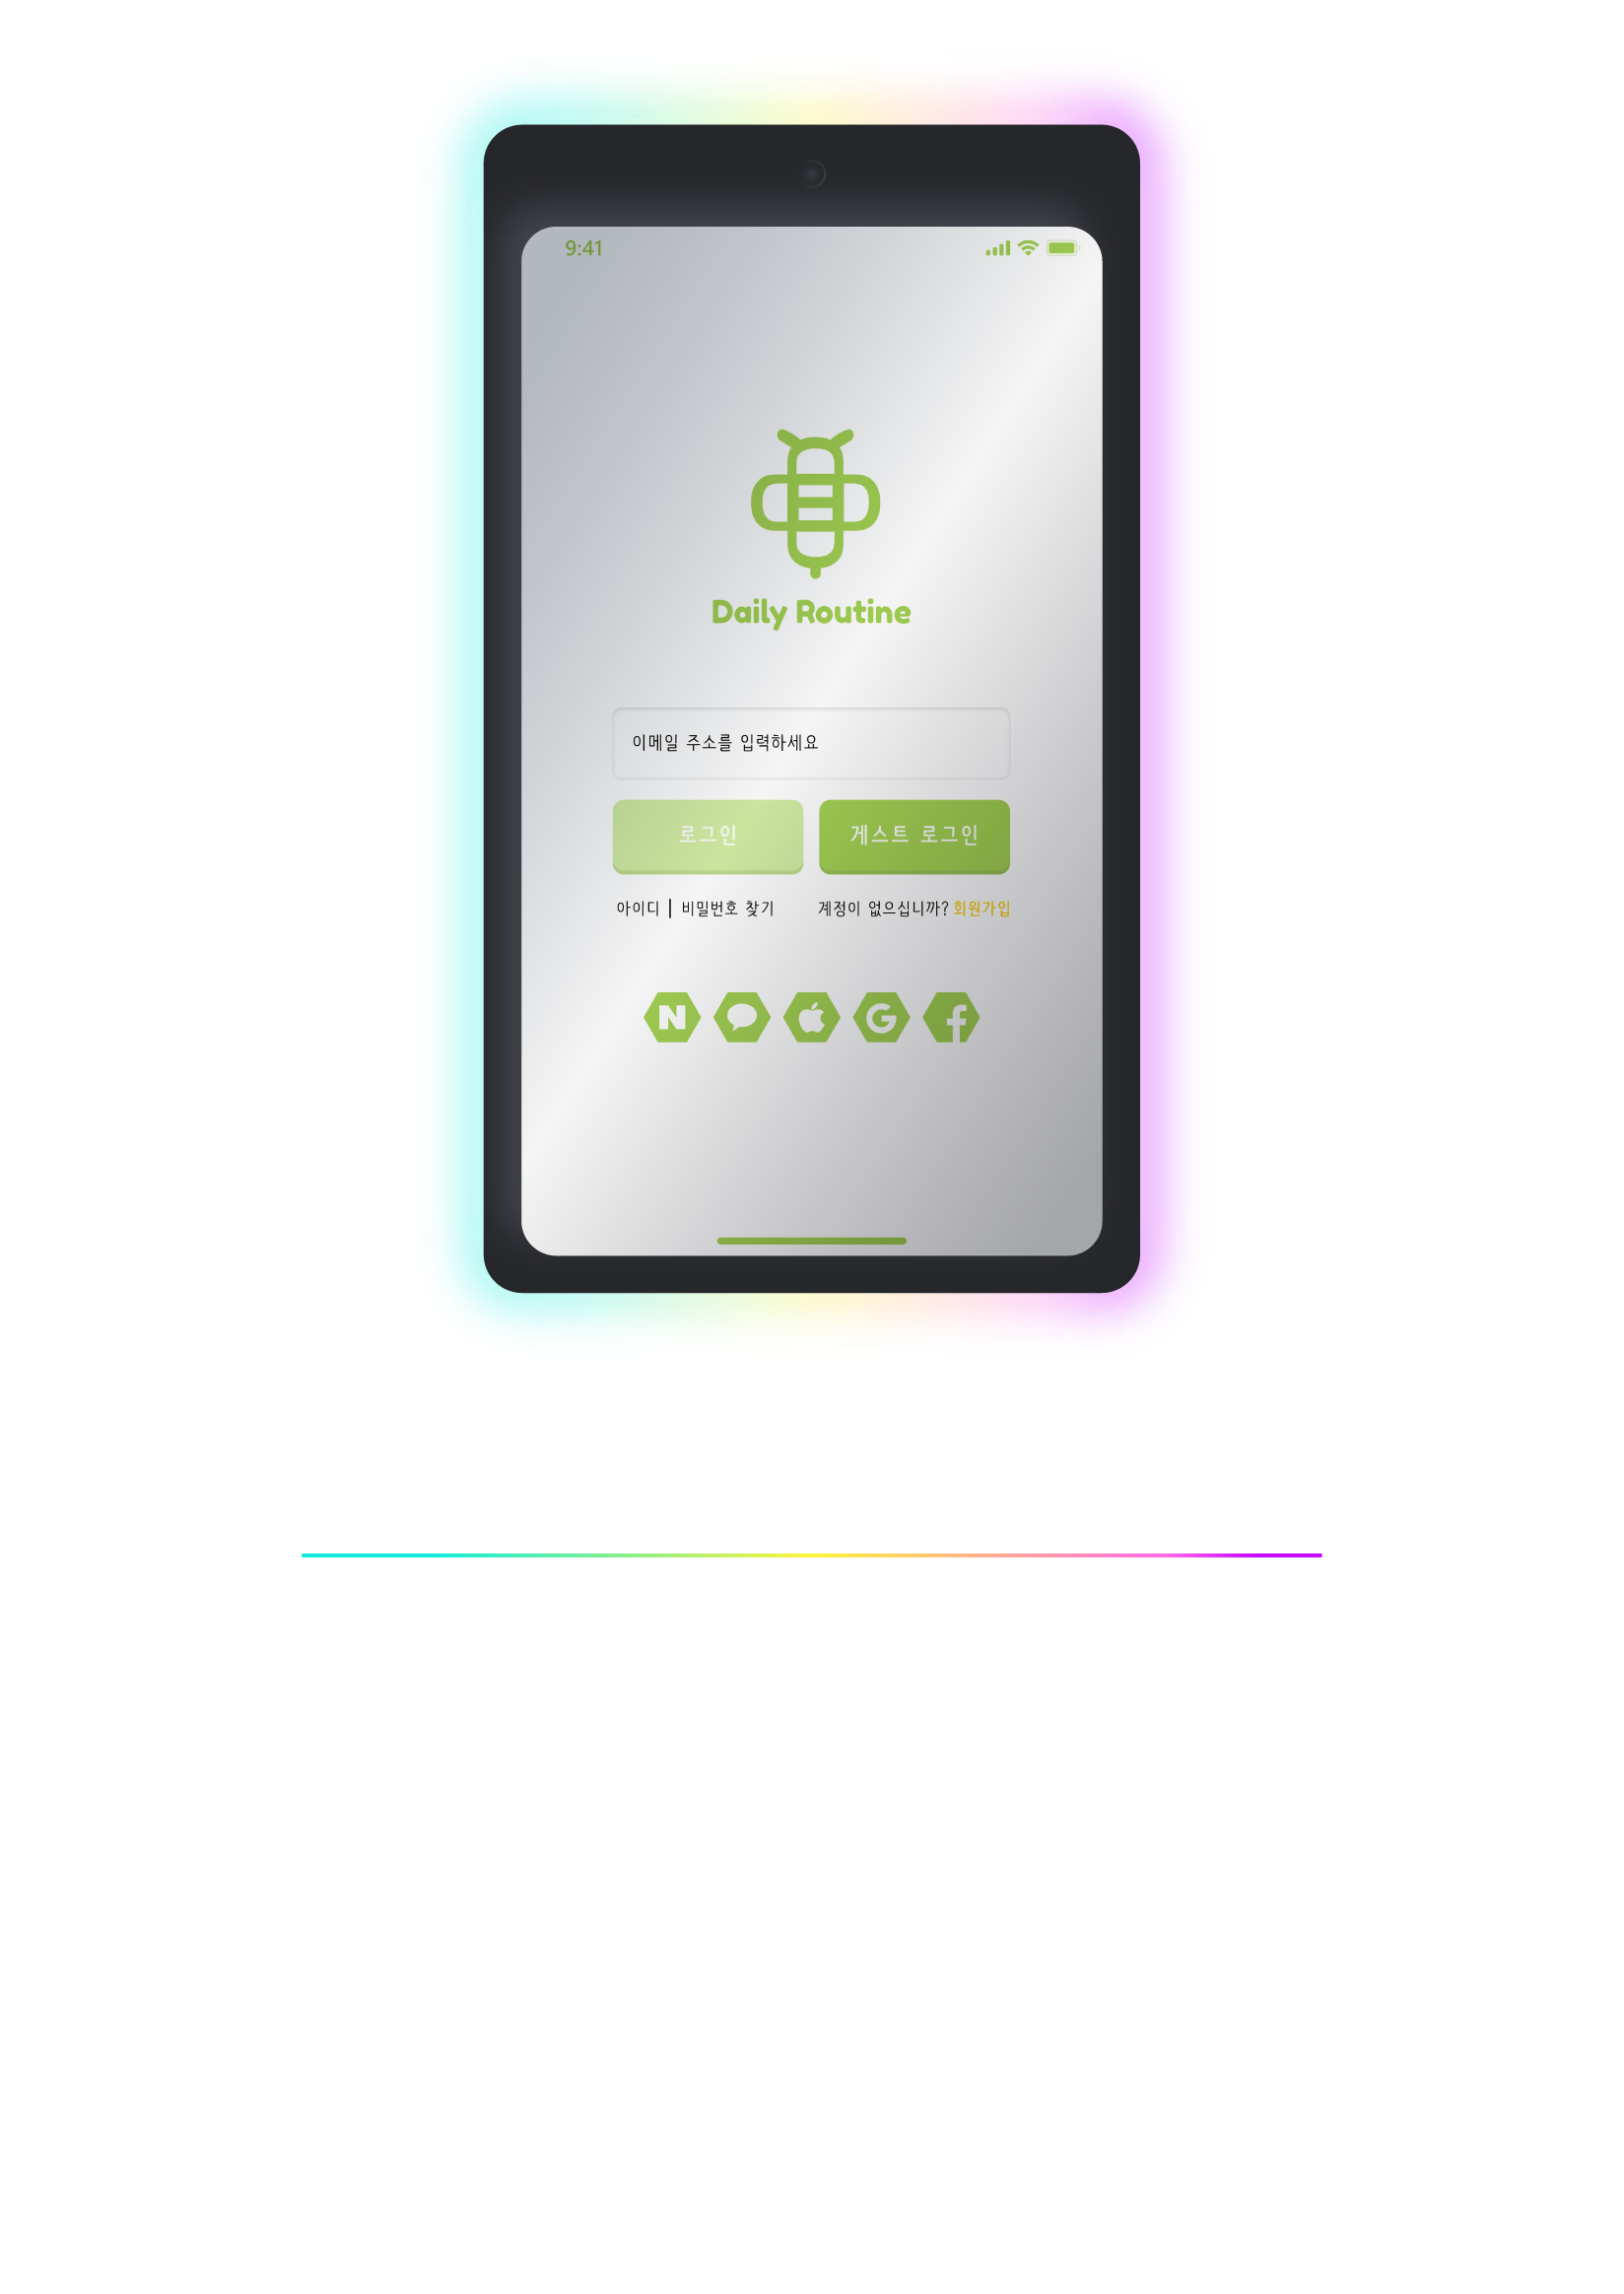 9:41
Daily Routine
이메일 주소를 입력하세요
로그인
게스트 로그인
아이디 | 비밀번호 찾기
계정이 없으십니까? 회원가입
N
G
f